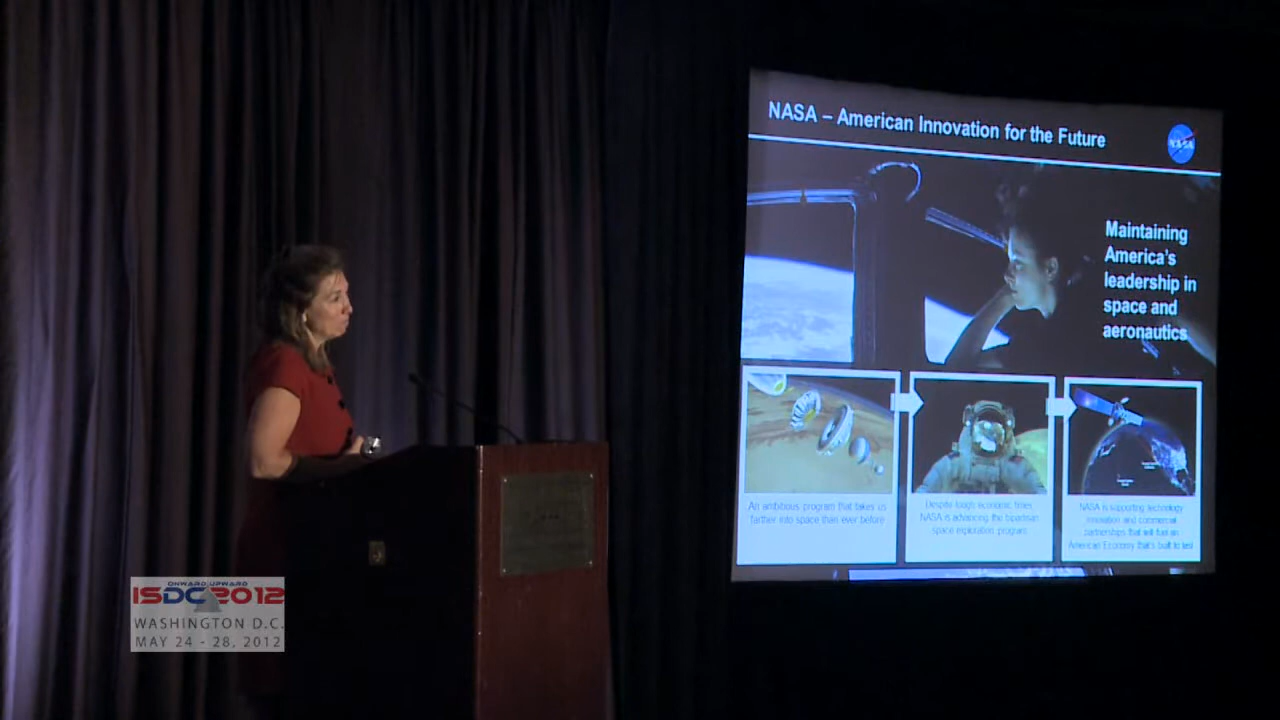 NASA – American Innovation for the Future
NASA
Maintaining
America's
leadership in
space and
aeronautics
An ambitious program that takes us
farther into space than ever before
Despite tough economic times
NASA is advancing the bipartisan
space exploration program
NASA is supporting technology
innovation and commercial
partnerships that will fuel an
American Economy that's built to last
ONWARD UPWARD
ISDC 2012
WASHINGTON D.C.
MAY 24 - 28, 2012